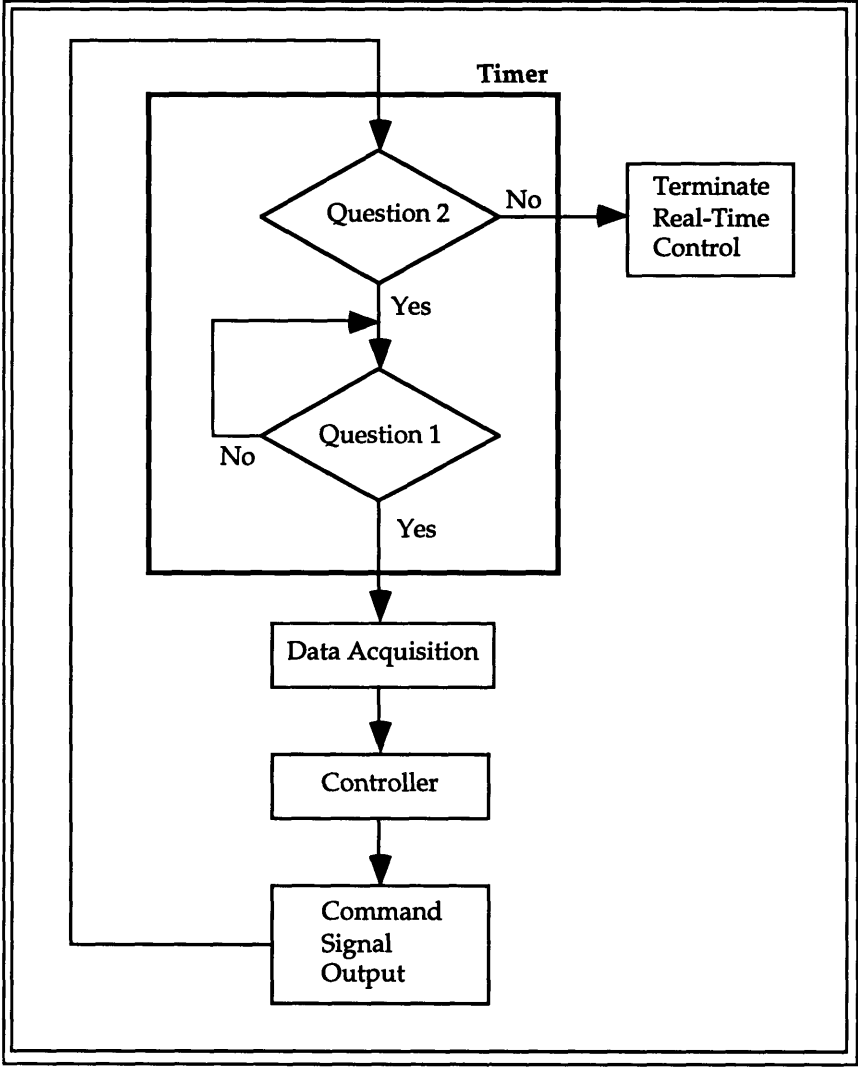 Timer
Question 2
No
Terminate
Real-Time
Control
Yes
Question 1
No
Yes
Data Acquisition
Controller
Command
Signal
Output